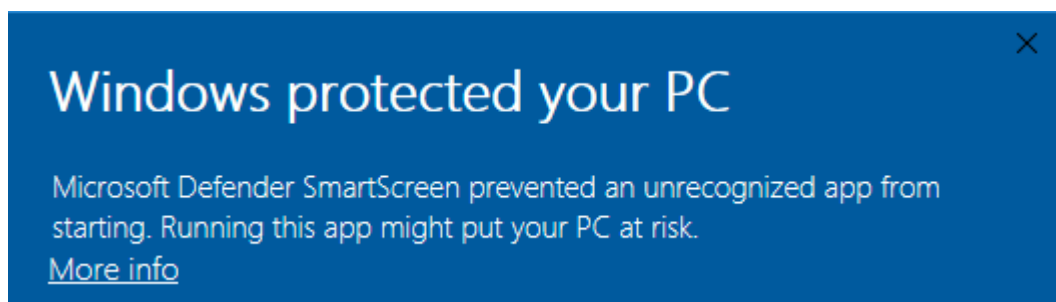 Windows protected your PC
Microsoft Defender SmartScreen prevented an unrecognized app from
starting. Running this app might put your PC at risk.
More info